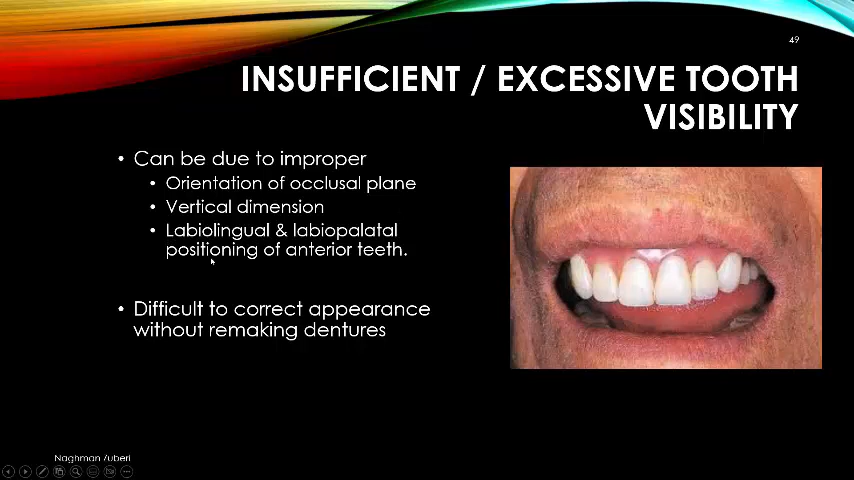 49
INSUFFICIENT / EXCESSIVE TOOTH
VISIBILITY
• Can be due to improper
• Orientation of occlusal plane
• Vertical dimension
• Labiolingual & labiopalatal
positioning of anterior teeth.
• Difficult to correct appearance
without remaking dentures
Naghman Zuberi